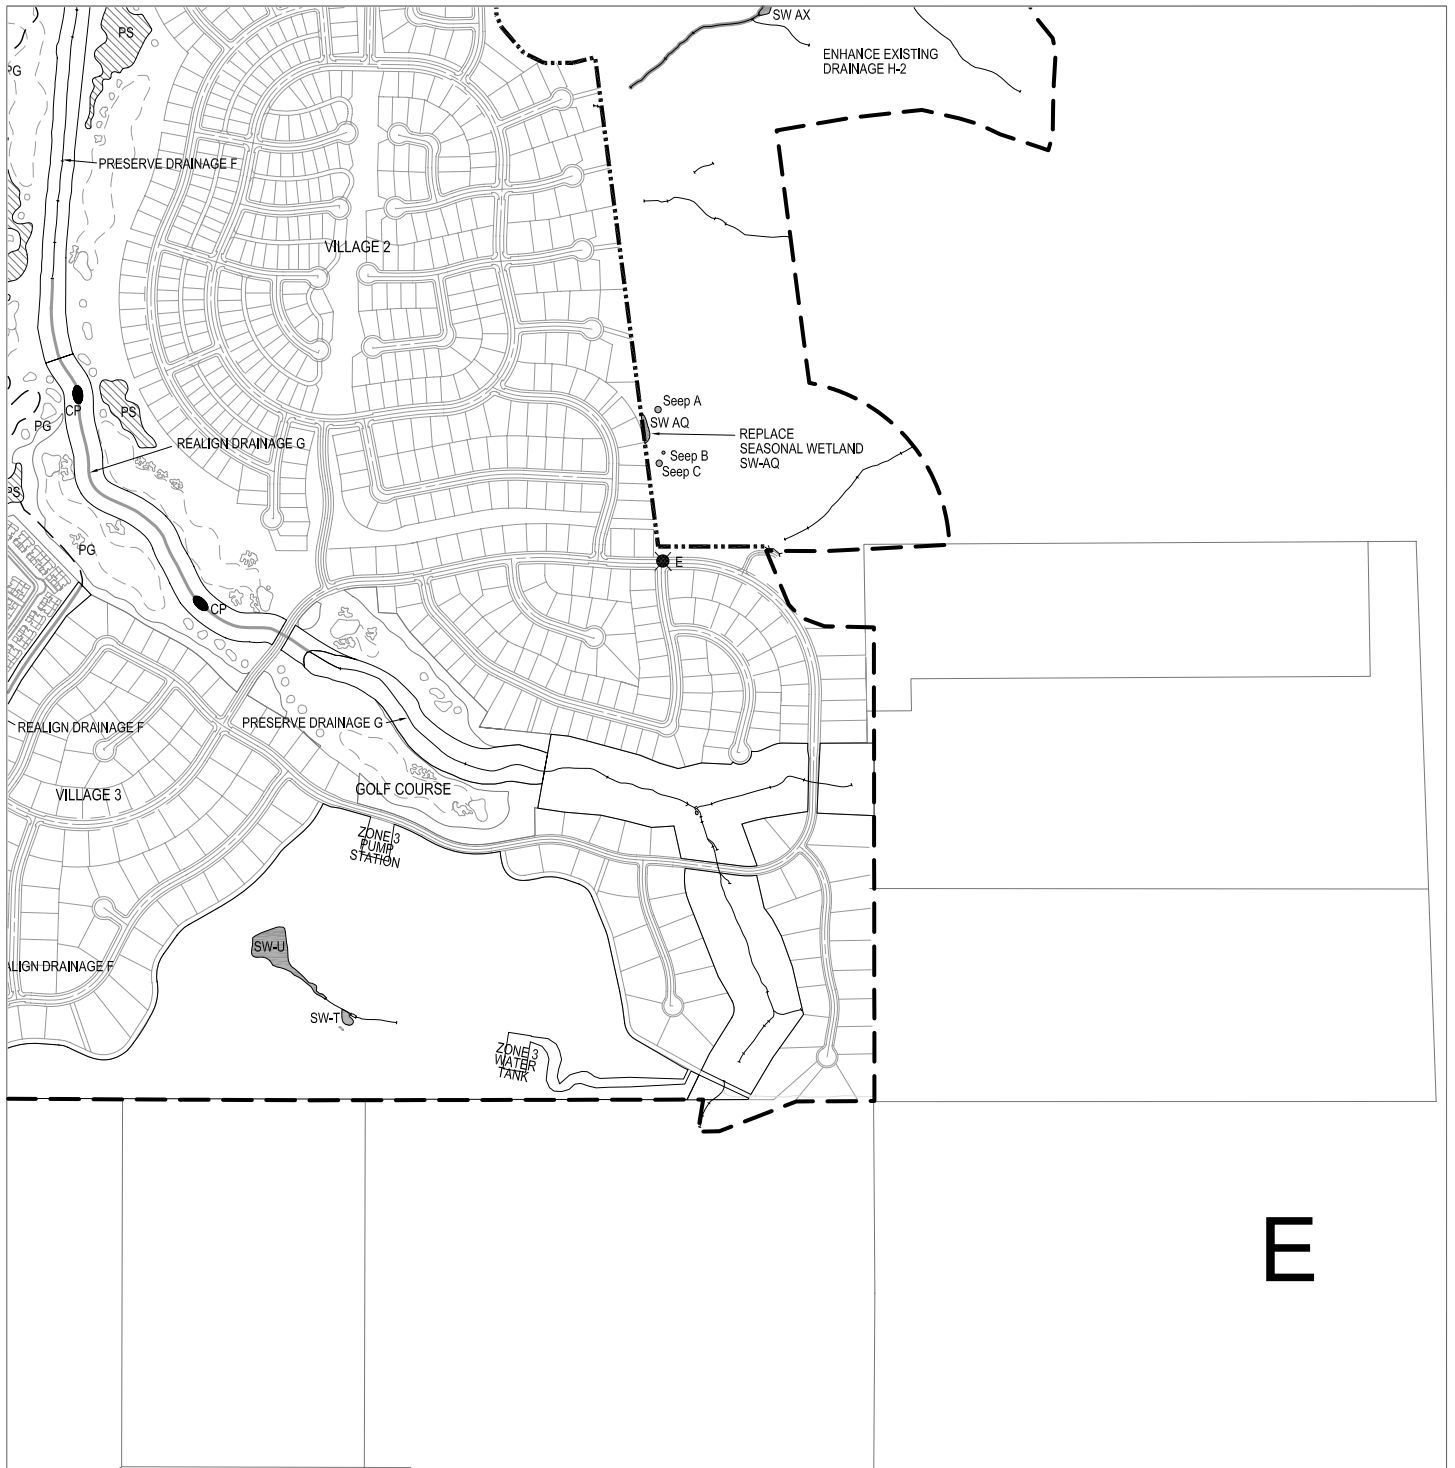 SW AX
PS
ENHANCE EXISTING
DRAINAGE H-2
PG
PRESERVE DRAINAGE F
VILLAGE 2
Seep A
CP
PS
SW AQ
PG
REPLACE
SEASONAL WETLAND
SW-AQ
REALIGN DRAINAGE G
Seep B
Seep C
PS
PG
E
CP
REALIGN DRAINAGE F
PRESERVE DRAINAGE G
VILLAGE 3
GOLF COURSE
ZONE 3
PUMP
STATION
SW-U
ALIGN DRAINAGE F
SW-T
ZONE 3
WATER
TANK
E